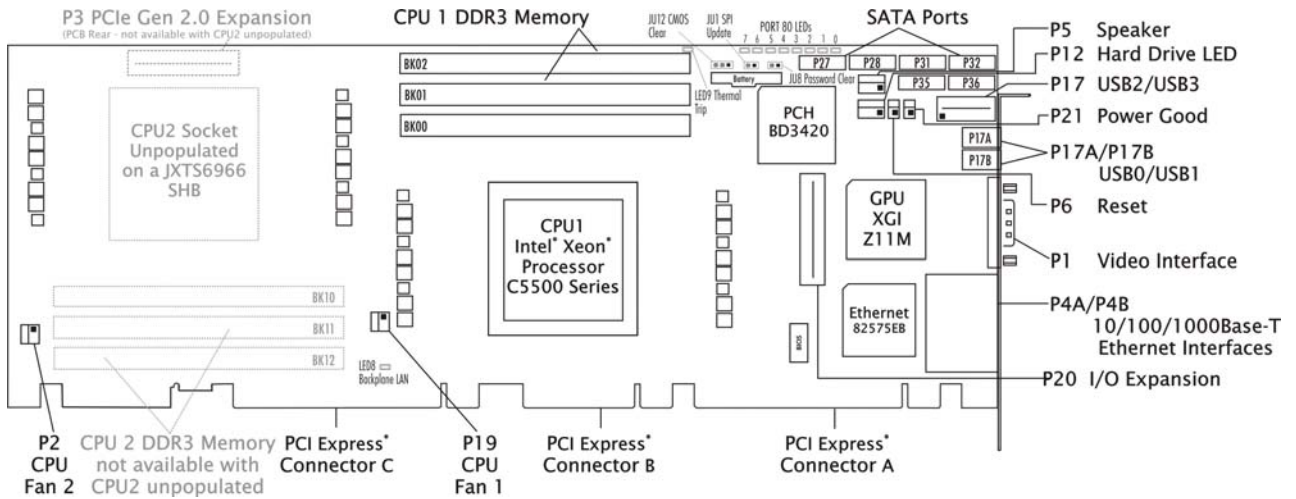 P3 PCIe Gen 2.0 Expansion
(PCB Rear - not available with CPU2 unpopulated)
CPU 1 DDR3 Memory
JU12 CMOS
Clear
JU1 SPI
Update
PORT 80 LEDs
7 6 5 4 3 2 1 0
SATA Ports
P5 Speaker
P12 Hard Drive LED
P17 USB2/USB3
P21 Power Good
P17A/P17B
USB0/USB1
P6 Reset
P1 Video Interface
P4A/P4B
10/100/1000Base-T
Ethernet Interfaces
P20 I/O Expansion
BK02
BK01
BK00
Battery
JU8 Password Clear
LED9 Thermal
Trip
P27
P28
P31
P32
P35
P36
P17A
P17B
PCH
BD3420
CPU2 Socket
Unpopulated
on a JXTS6966
SHB
CPU1
Intel* Xeon*
Processor
C5500 Series
GPU
XGI
Z11M
Ethernet
82575EB
BIOS
BK10
BK11
BK12
LED8
Backplane LAN
P2
CPU
Fan 2
CPU 2 DDR3 Memory
not available with
CPU2 unpopulated
PCI Express*
Connector C
P19
CPU
Fan 1
PCI Express*
Connector B
PCI Express*
Connector A